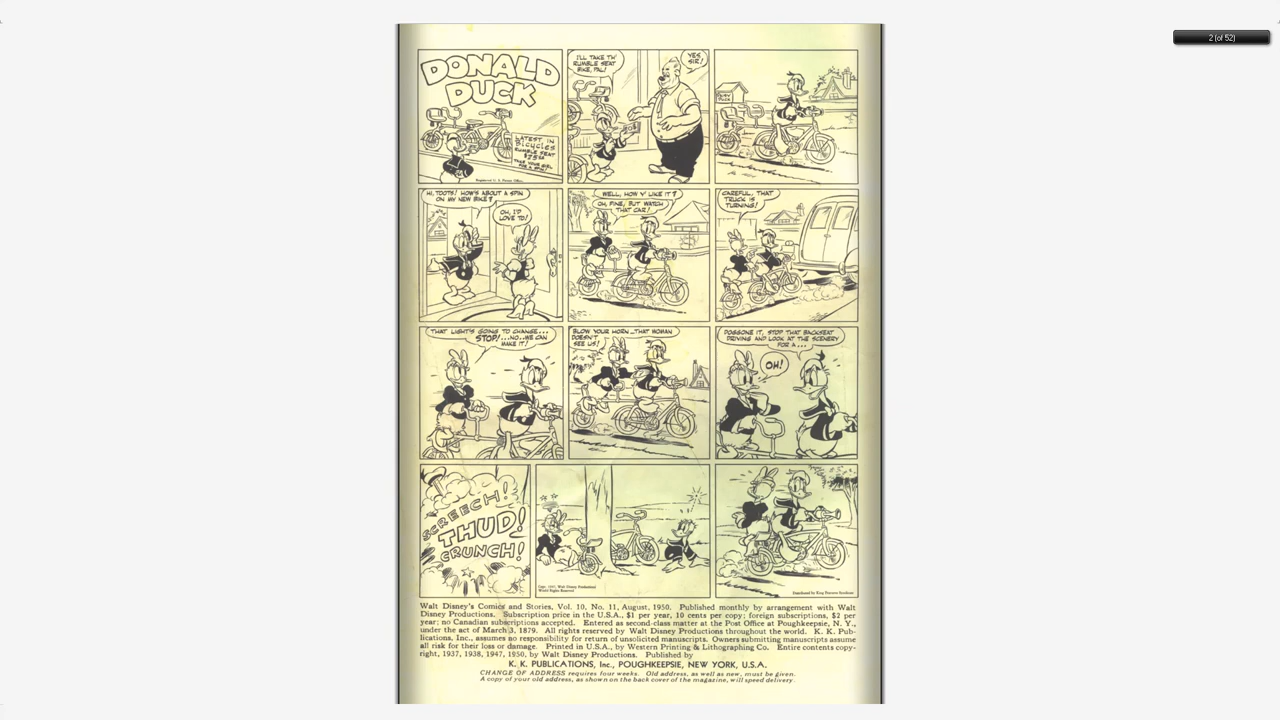 2 (of 52)
DONALD
DUCK
LATEST IN
BICYCLES
RUMBLE SEAT
I'LL TAKE TH'
RUMBLE SEAT
BIKE, PAL!
YES,
SIR!
HI, TOOTS! HOW'S ABOUT A SPIN
ON MY NEW BIKE?
OH, I'D
LOVE TO!
WELL, HOW Y' LIKE IT?
OH, FINE, BUT WATCH
THAT CAR!
CAREFUL, THAT
TRUCK IS
TURNING!
THAT LIGHT'S GOING TO CHANGE...
STOP!...NO..WE CAN
MAKE IT!
BLOW YOUR HORN...THAT WOMAN
DOESN'T
SEE US!
DOGGONE IT, STOP THAT BACKSEAT
DRIVING AND LOOK AT THE SCENERY
FOR A...
OH!
SCREECH!
THUD!
CRUNCH!
Walt Disney Productions
World Rights Reserved
Distributed by King Features Syndicate
Walt Disney's Comics and Stories, Vol. 10, No. 11, August, 1950. Published monthly by arrangement with Walt
Disney Productions. Subscription price in the U.S.A., $1 per year, 10 cents per copy; foreign subscriptions, $2 per
year; no Canadian subscriptions accepted. Entered as second-class matter at the Post Office at Poughkeepsie, N. Y.,
under the act of March 3, 1879. All rights reserved by Walt Disney Productions throughout the world. K. K. Pub-
lications, Inc., assumes no responsibility for return of unsolicited manuscripts. Owners submitting manuscripts assume
all risk for their loss or damage. Printed in U.S.A., by Western Printing & Lithographing Co. Entire contents copy-
right, 1937, 1938, 1947, 1950, by Walt Disney Productions. Published by
K. K. PUBLICATIONS, Inc., POUGHKEEPSIE, NEW YORK, U.S.A.
CHANGE OF ADDRESS requires four weeks. Old address, as well as new, must be given.
A copy of your old address, as shown on the back cover of the magazine, will speed delivery.